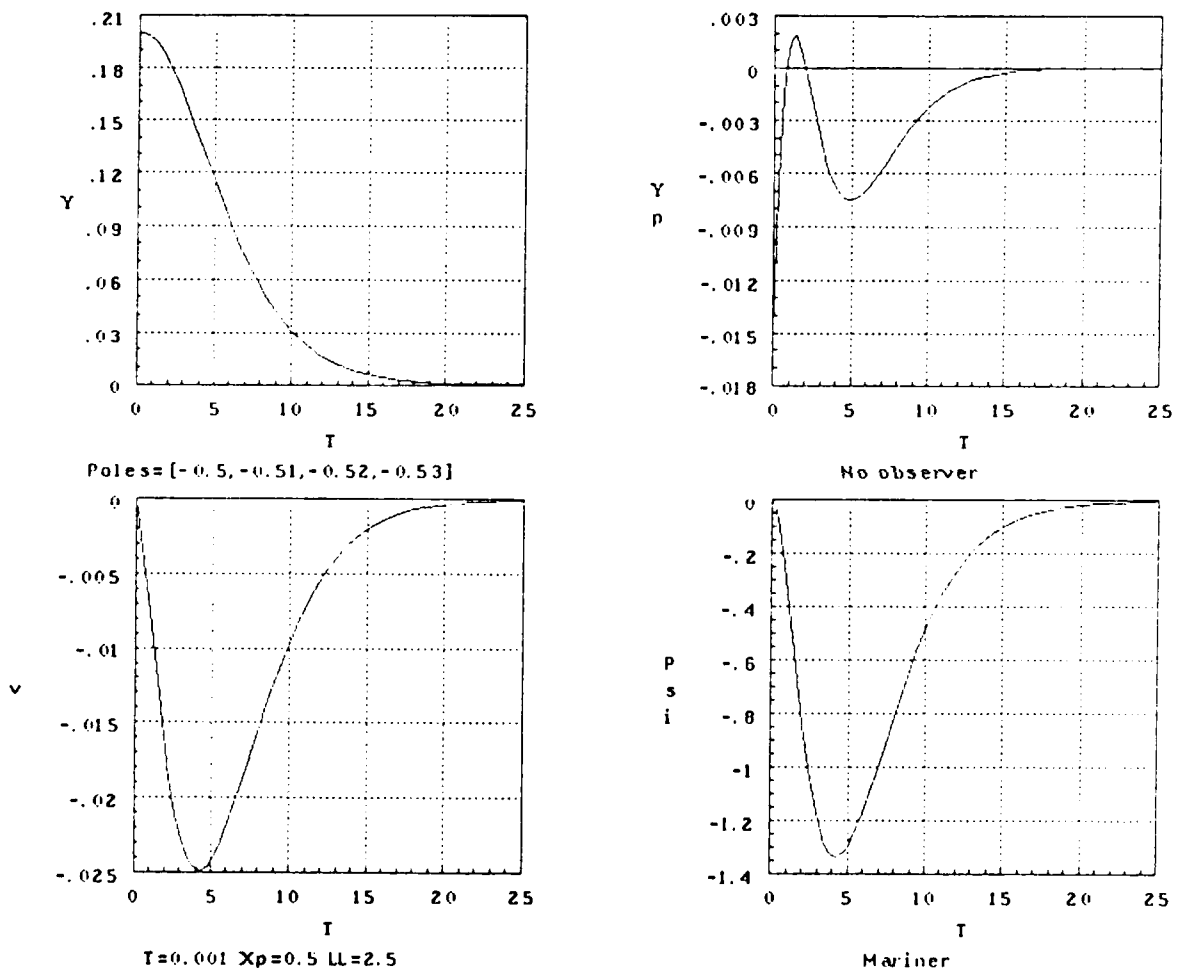 .21
.18
.15
.12
.09
.06
.03
0
Y
0 5 10 15 20 25
T
Poles=[-0.5,-0.51,-0.52,-0.53]
.003
0
-.003
-.006
-.009
-.012
-.015
-.018
Y
p
0 5 10 15 20 25
T
No observer
0
-.005
-.01
-.015
-.02
-.025
v
0 5 10 15 20 25
T
T=0.001 Xp=0.5 LL=2.5
0
-.2
-.4
-.6
-.8
-1
-1.2
-1.4
P
s
i
0 5 10 15 20 25
T
Mariner